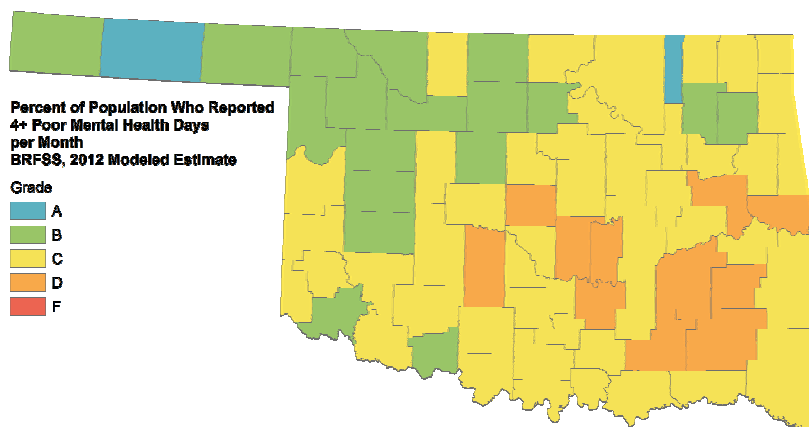 Percent of Population Who Reported
4+ Poor Mental Health Days
per Month
BRFSS, 2012 Modeled Estimate
Grade
A
B
C
D
F